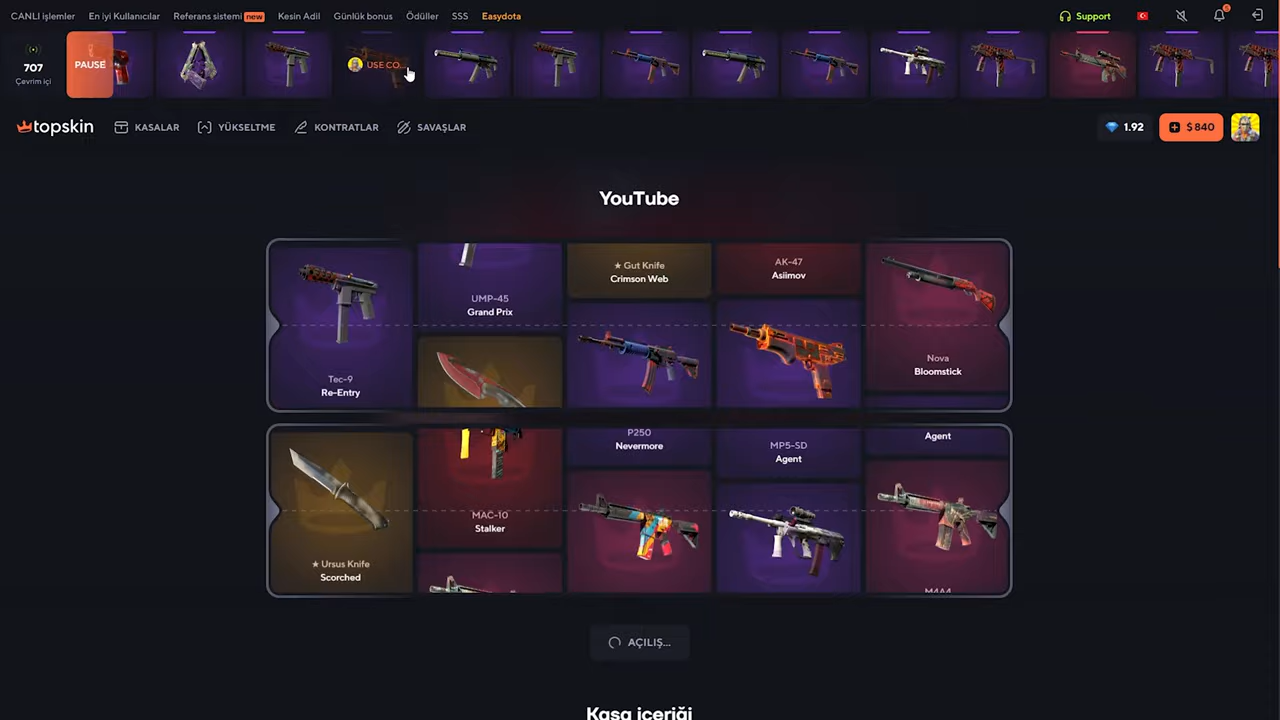 CANLI işlemler En iyi Kullanıcılar Referans sistemi new Kesin Adil Günlük bonus Ödüller SSS Easydota Support
707
Çevrim içi
PAUSE
USE CO...
topskin KASALAR YÜKSELTME KONTRATLAR SAVAŞLAR 1.92 $ 840
YouTube
Tec-9
Re-Entry
UMP-45
Grand Prix
★ Gut Knife
Crimson Web
AK-47
Asiimov
Nova
Bloomstick
★ Ursus Knife
Scorched
MAC-10
Stalker
P250
Nevermore
MP5-SD
Agent
Agent
M4A4
AÇILIŞ...
Kasa içeriği